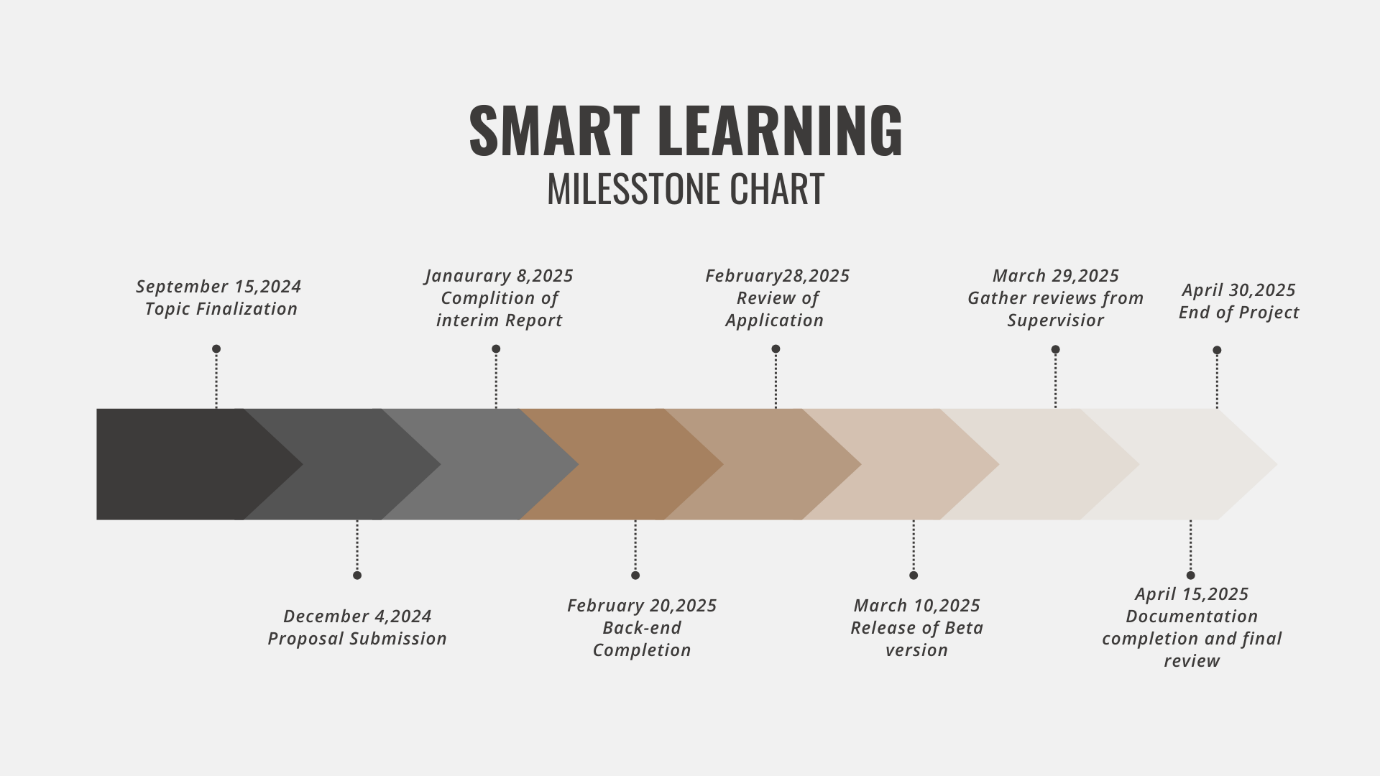 SMART LEARNING
MILESSTONE CHART
September 15,2024
Topic Finalization
Janaurary 8,2025
Complition of
interim Report
February28,2025
Review of
Application
March 29,2025
Gather reviews from
Supervisior
April 30,2025
End of Project
December 4,2024
Proposal Submission
February 20,2025
Back-end
Completion
March 10,2025
Release of Beta
version
April 15,2025
Documentation
completion and final
review